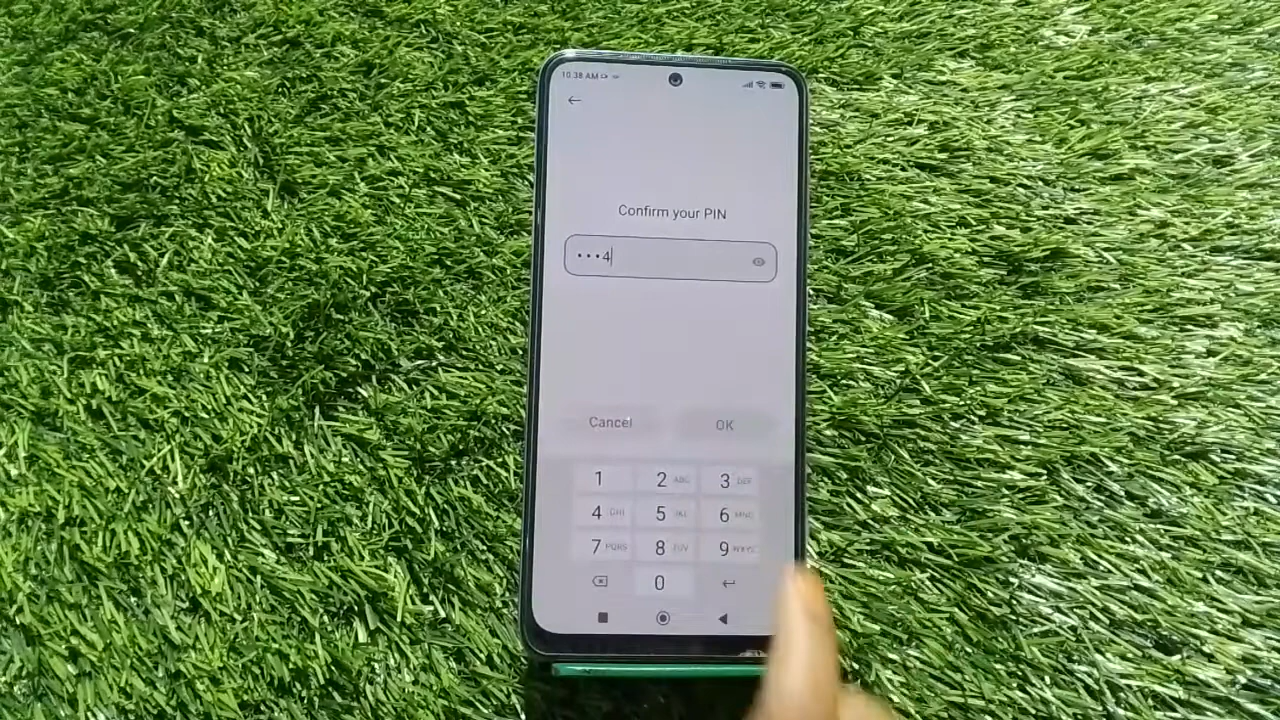 10.38 AM
Confirm your PIN
•••4
Cancel OK
1 2 ABC 3 DEF
4 GHI 5 JKL 6 MNO
7 PQRS 8 TUV 9 WXYZ
0